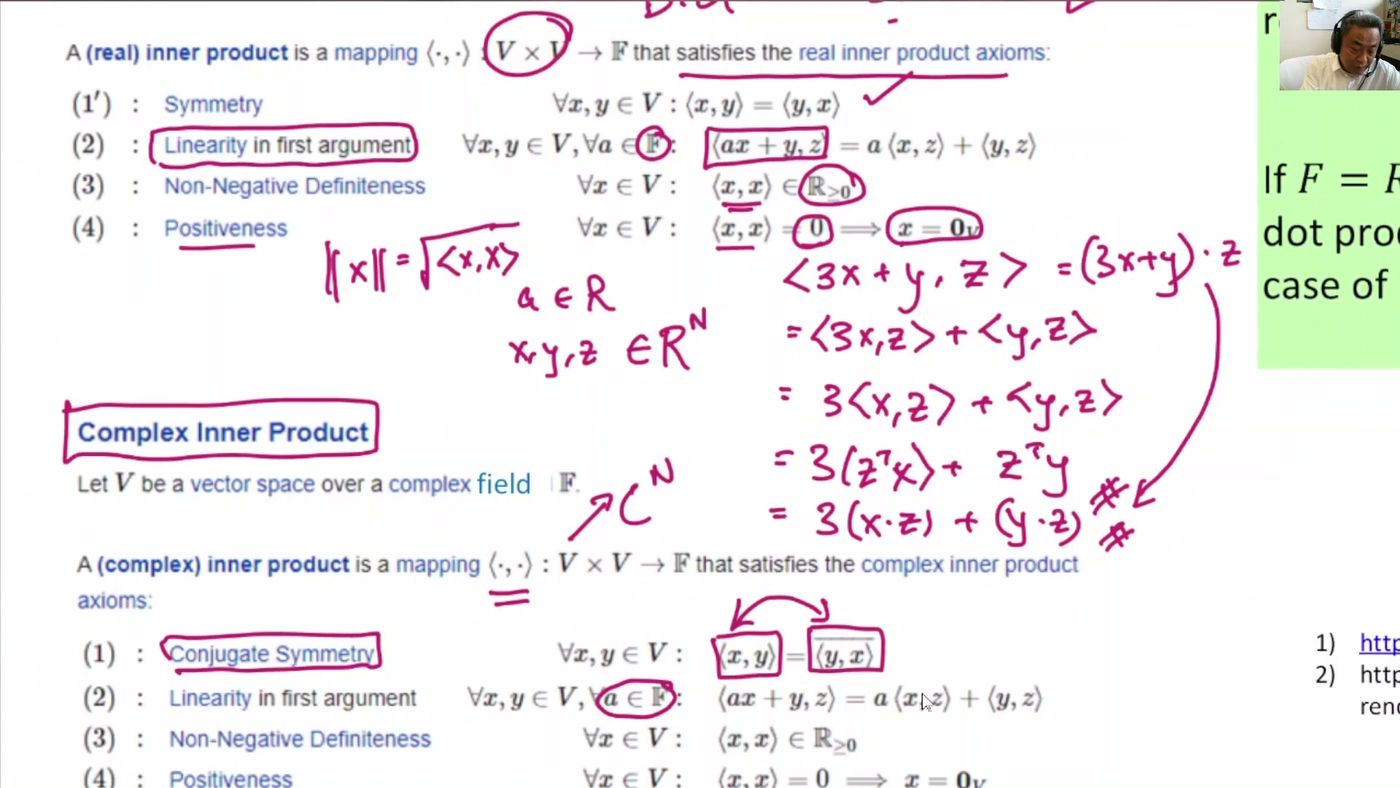 A (real) inner product is a mapping ⟨·, ·⟩ : V × V → 𝔽 that satisfies the real inner product axioms:
(1′) : Symmetry ∀x, y ∈ V : ⟨x, y⟩ = ⟨y, x⟩
(2) : Linearity in first argument ∀x, y ∈ V, ∀a ∈ 𝔽 : ⟨ax + y, z⟩ = a ⟨x, z⟩ + ⟨y, z⟩
(3) : Non-Negative Definiteness ∀x ∈ V : ⟨x, x⟩ ∈ ℝ≥0
(4) : Positiveness ∀x ∈ V : ⟨x, x⟩ = 0 ⟹ x = 0V
‖x‖ = √⟨x, x⟩
a ∈ R
x, y, z ∈ R^N
⟨3x + y, z⟩ = (3x+y) · z
= ⟨3x, z⟩ + ⟨y, z⟩
= 3⟨x, z⟩ + ⟨y, z⟩
= 3(z^T x) + z^T y
= 3(x·z) + (y·z) #
#
If F = R
dot pro
case of
Complex Inner Product
Let V be a vector space over a complex field 𝔽.
C^N
A (complex) inner product is a mapping ⟨·, ·⟩ : V × V → 𝔽 that satisfies the complex inner product
axioms:
(1) : Conjugate Symmetry ∀x, y ∈ V : ⟨x, y⟩ = \overline{⟨y, x⟩}
(2) : Linearity in first argument ∀x, y ∈ V, ∀a ∈ 𝔽 : ⟨ax + y, z⟩ = a ⟨x, z⟩ + ⟨y, z⟩
(3) : Non-Negative Definiteness ∀x ∈ V : ⟨x, x⟩ ∈ ℝ≥0
(4) : Positiveness ∀x ∈ V : ⟨x, x⟩ = 0 ⟹ x = 0V
1) http
2) http